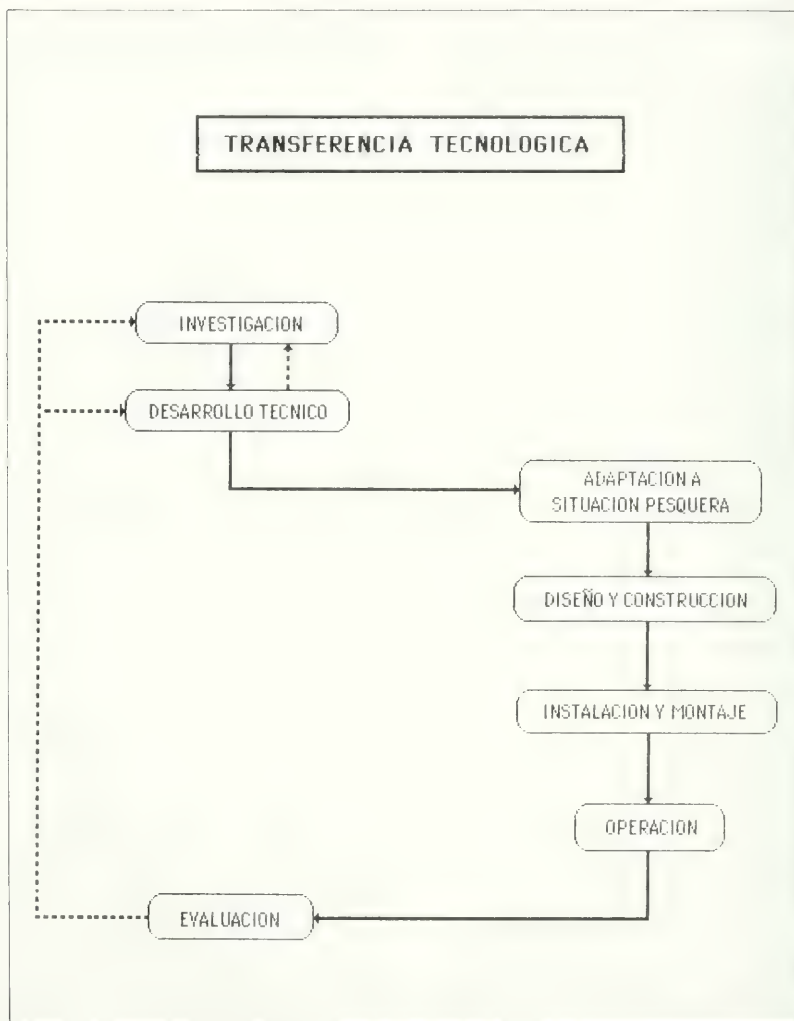 TRANSFERENCIA TECNOLOGICA
INVESTIGACION
DESARROLLO TECNICO
ADAPTACION A
SITUACION PESQUERA
DISEÑO Y CONSTRUCCION
INSTALACION Y MONTAJE
OPERACION
EVALUACION